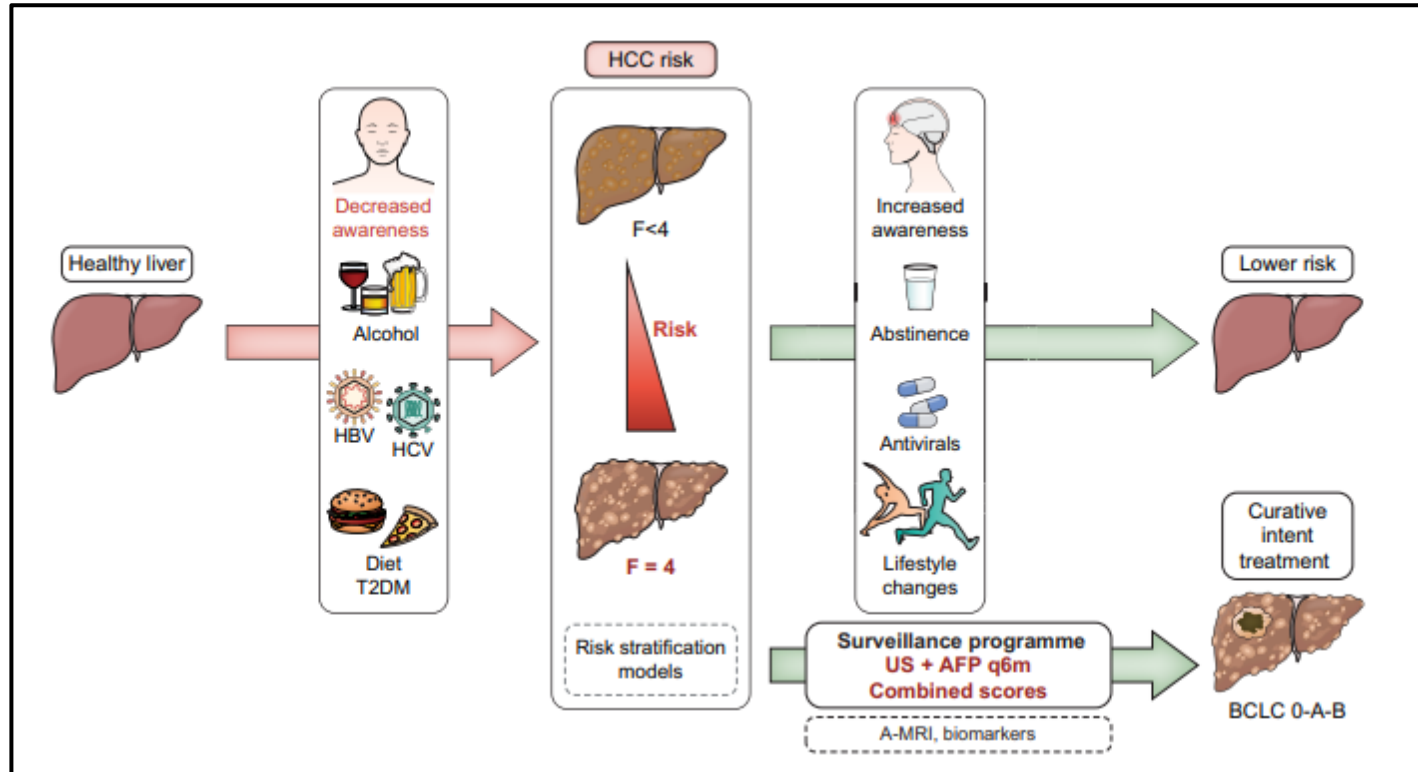 HCC risk
Healthy liver
Decreased
awareness
Alcohol
HBV
HCV
Diet
T2DM
F<4
Risk
F = 4
Risk stratification
models
Increased
awareness
Abstinence
Antivirals
Lifestyle
changes
Surveillance programme
US + AFP q6m
Combined scores
A-MRI, biomarkers
Lower risk
Curative
intent
treatment
BCLC 0-A-B